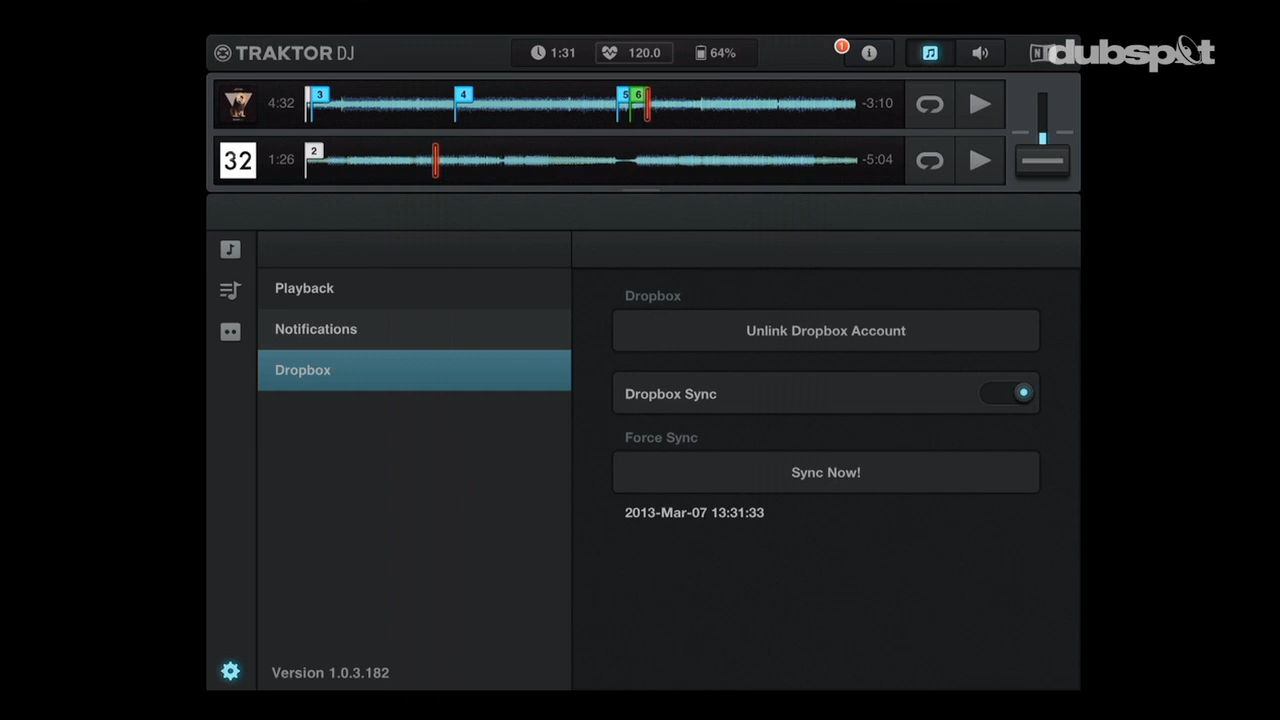 TRAKTOR DJ
1:31
120.0
64%
1
dubspot
4:32
3
4
5
6
-3:10
32
1:26
2
-5:04
Playback
Notifications
Dropbox
Dropbox
Unlink Dropbox Account
Dropbox Sync
Force Sync
Sync Now!
2013-Mar-07 13:31:33
Version 1.0.3.182